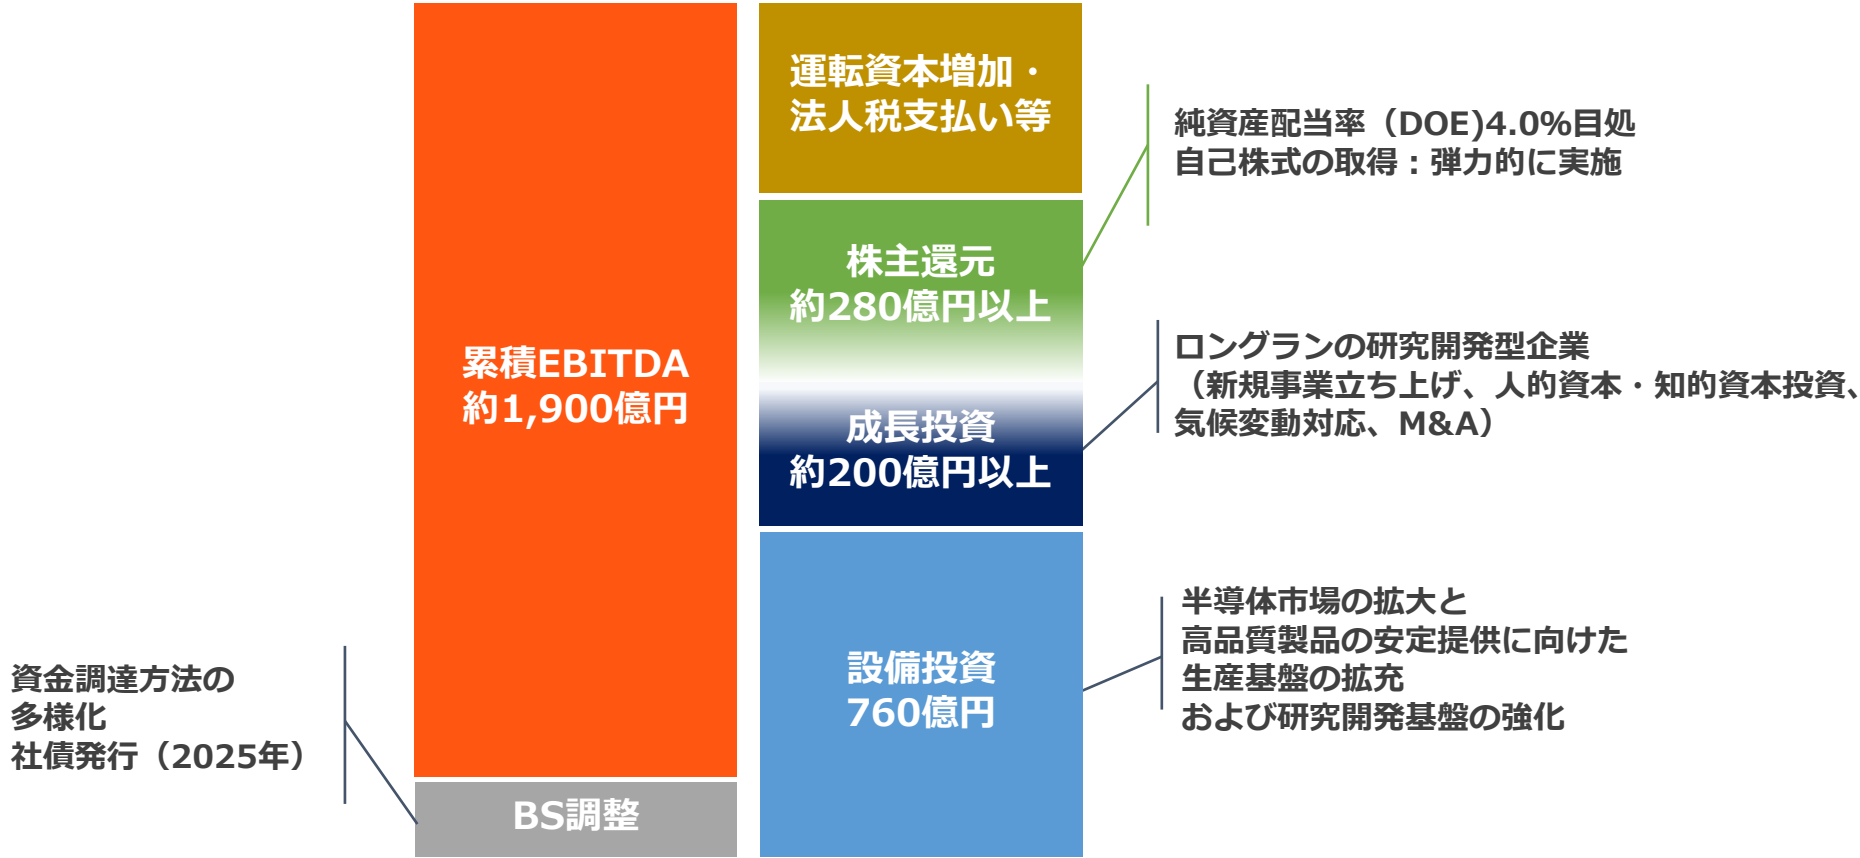 運転資本増加・
法人税支払い等
純資産配当率（DOE)4.0%目処
自己株式の取得：弾力的に実施
株主還元
約280億円以上
累積EBITDA
約1,900億円
ロングランの研究開発型企業
（新規事業立ち上げ、人的資本・知的資本投資、
気候変動対応、M&A）
成長投資
約200億円以上
設備投資
760億円
半導体市場の拡大と
高品質製品の安定提供に向けた
生産基盤の拡充
および研究開発基盤の強化
資金調達方法の
多様化
社債発行（2025年）
BS調整